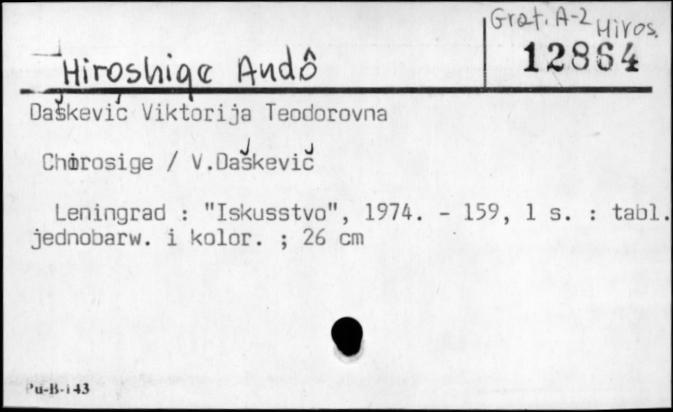 Graf. A-2 Hiros.
12864
Hiroshige Andô
Daškevič Viktorija Teodorovna
Chirosige / V.Daškevič
Leningrad : "Iskusstvo", 1974. - 159, 1 s. : tabl.
jednobarw. i kolor. ; 26 cm
Pu-B-143